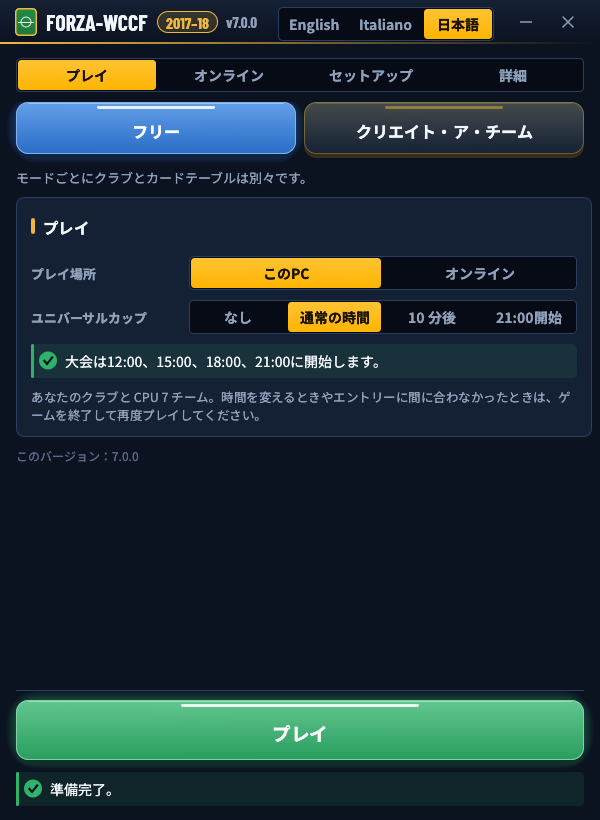 FORZA-WCCF 2017-18 v7.0.0 English Italiano 日本語
プレイ オンライン セットアップ 詳細
フリー クリエイト・ア・チーム
モードごとにクラブとカードテーブルは別々です。
プレイ
プレイ場所 このPC オンライン
ユニバーサルカップ なし 通常の時間 10 分後 21:00開始
大会は12:00、15:00、18:00、21:00に開始します。
あなたのクラブと CPU 7 チーム。時間を変えるときやエントリーに間に合わなかったときは、ゲ
ームを終了して再度プレイしてください。
このバージョン：7.0.0
プレイ
準備完了。